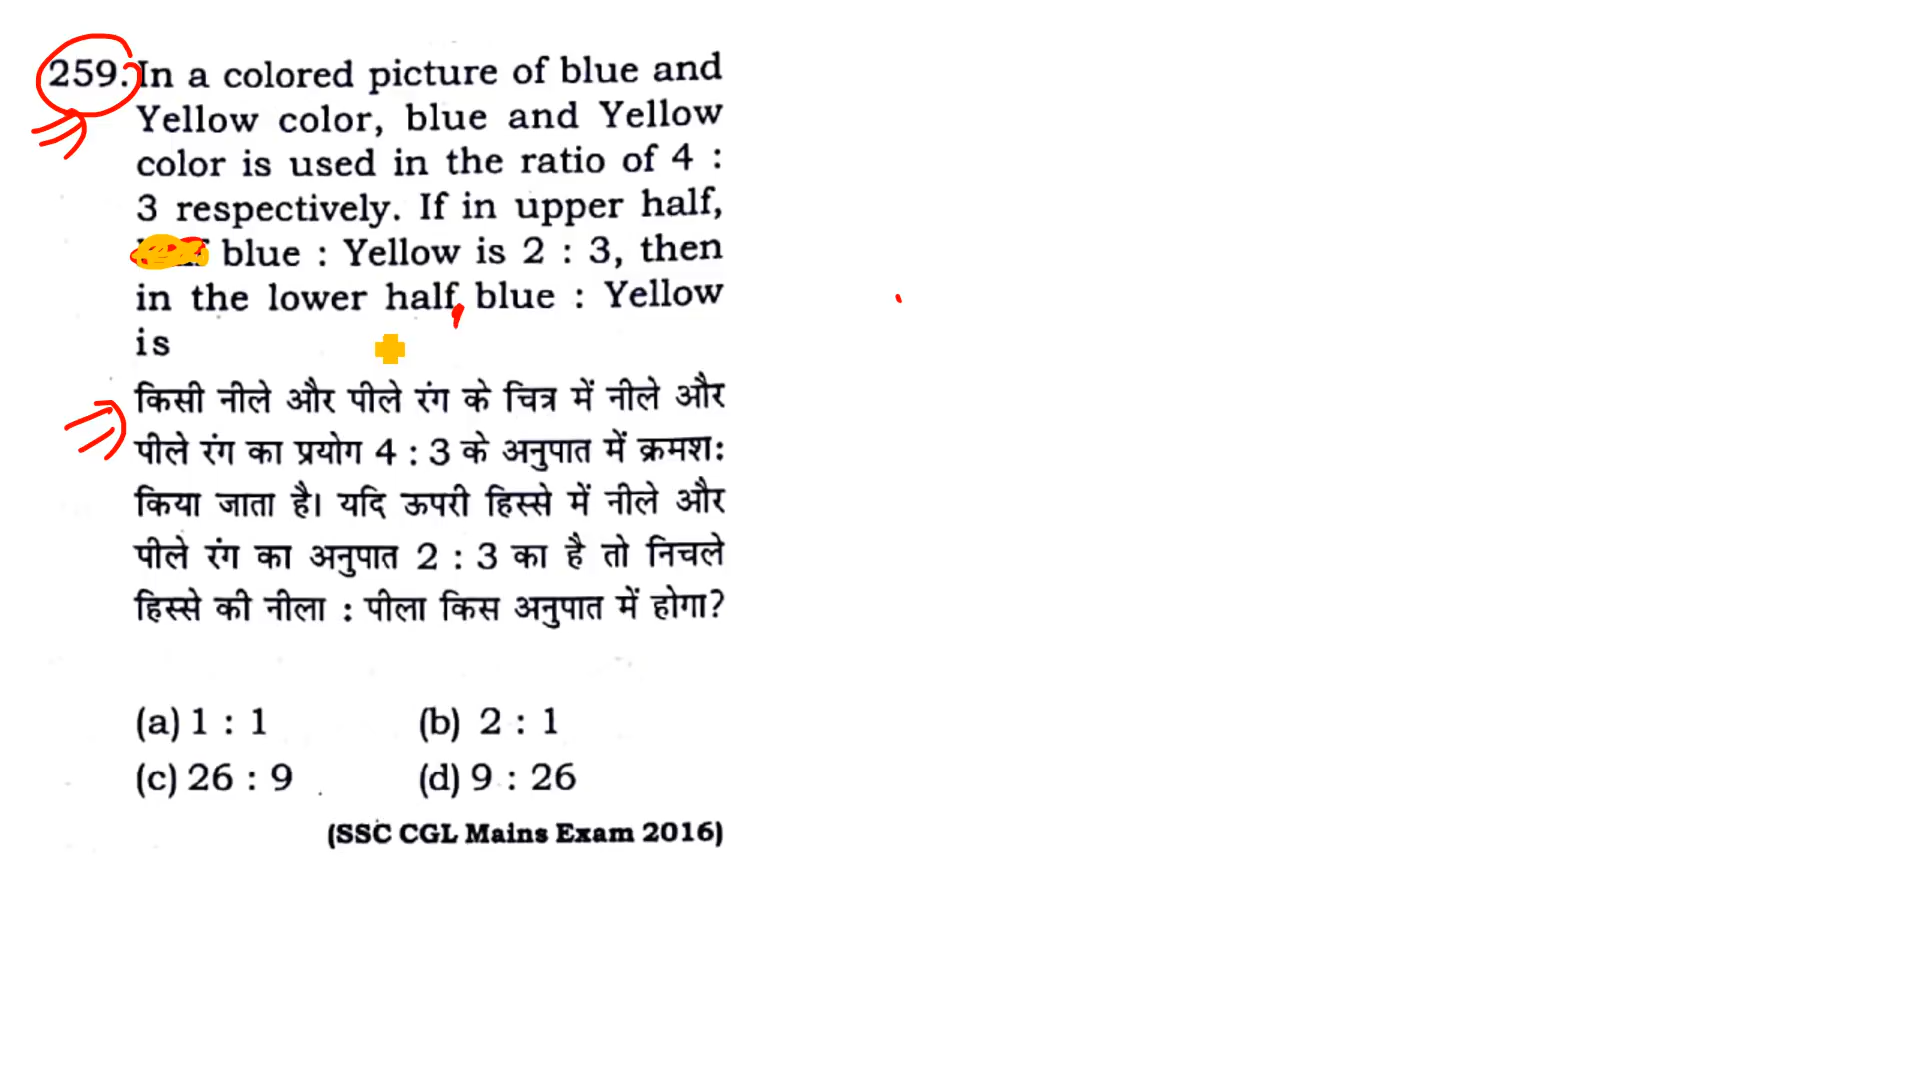 259. In a colored picture of blue and
Yellow color, blue and Yellow
color is used in the ratio of 4 :
3 respectively. If in upper half,
blue : Yellow is 2 : 3, then
in the lower half, blue : Yellow
is
किसी नीले और पीले रंग के चित्र में नीले और
पीले रंग का प्रयोग 4 : 3 के अनुपात में क्रमश:
किया जाता है। यदि ऊपरी हिस्से में नीले और
पीले रंग का अनुपात 2 : 3 का है तो निचले
हिस्से की नीला : पीला किस अनुपात में होगा?
(a) 1 : 1 (b) 2 : 1
(c) 26 : 9 (d) 9 : 26
(SSC CGL Mains Exam 2016)